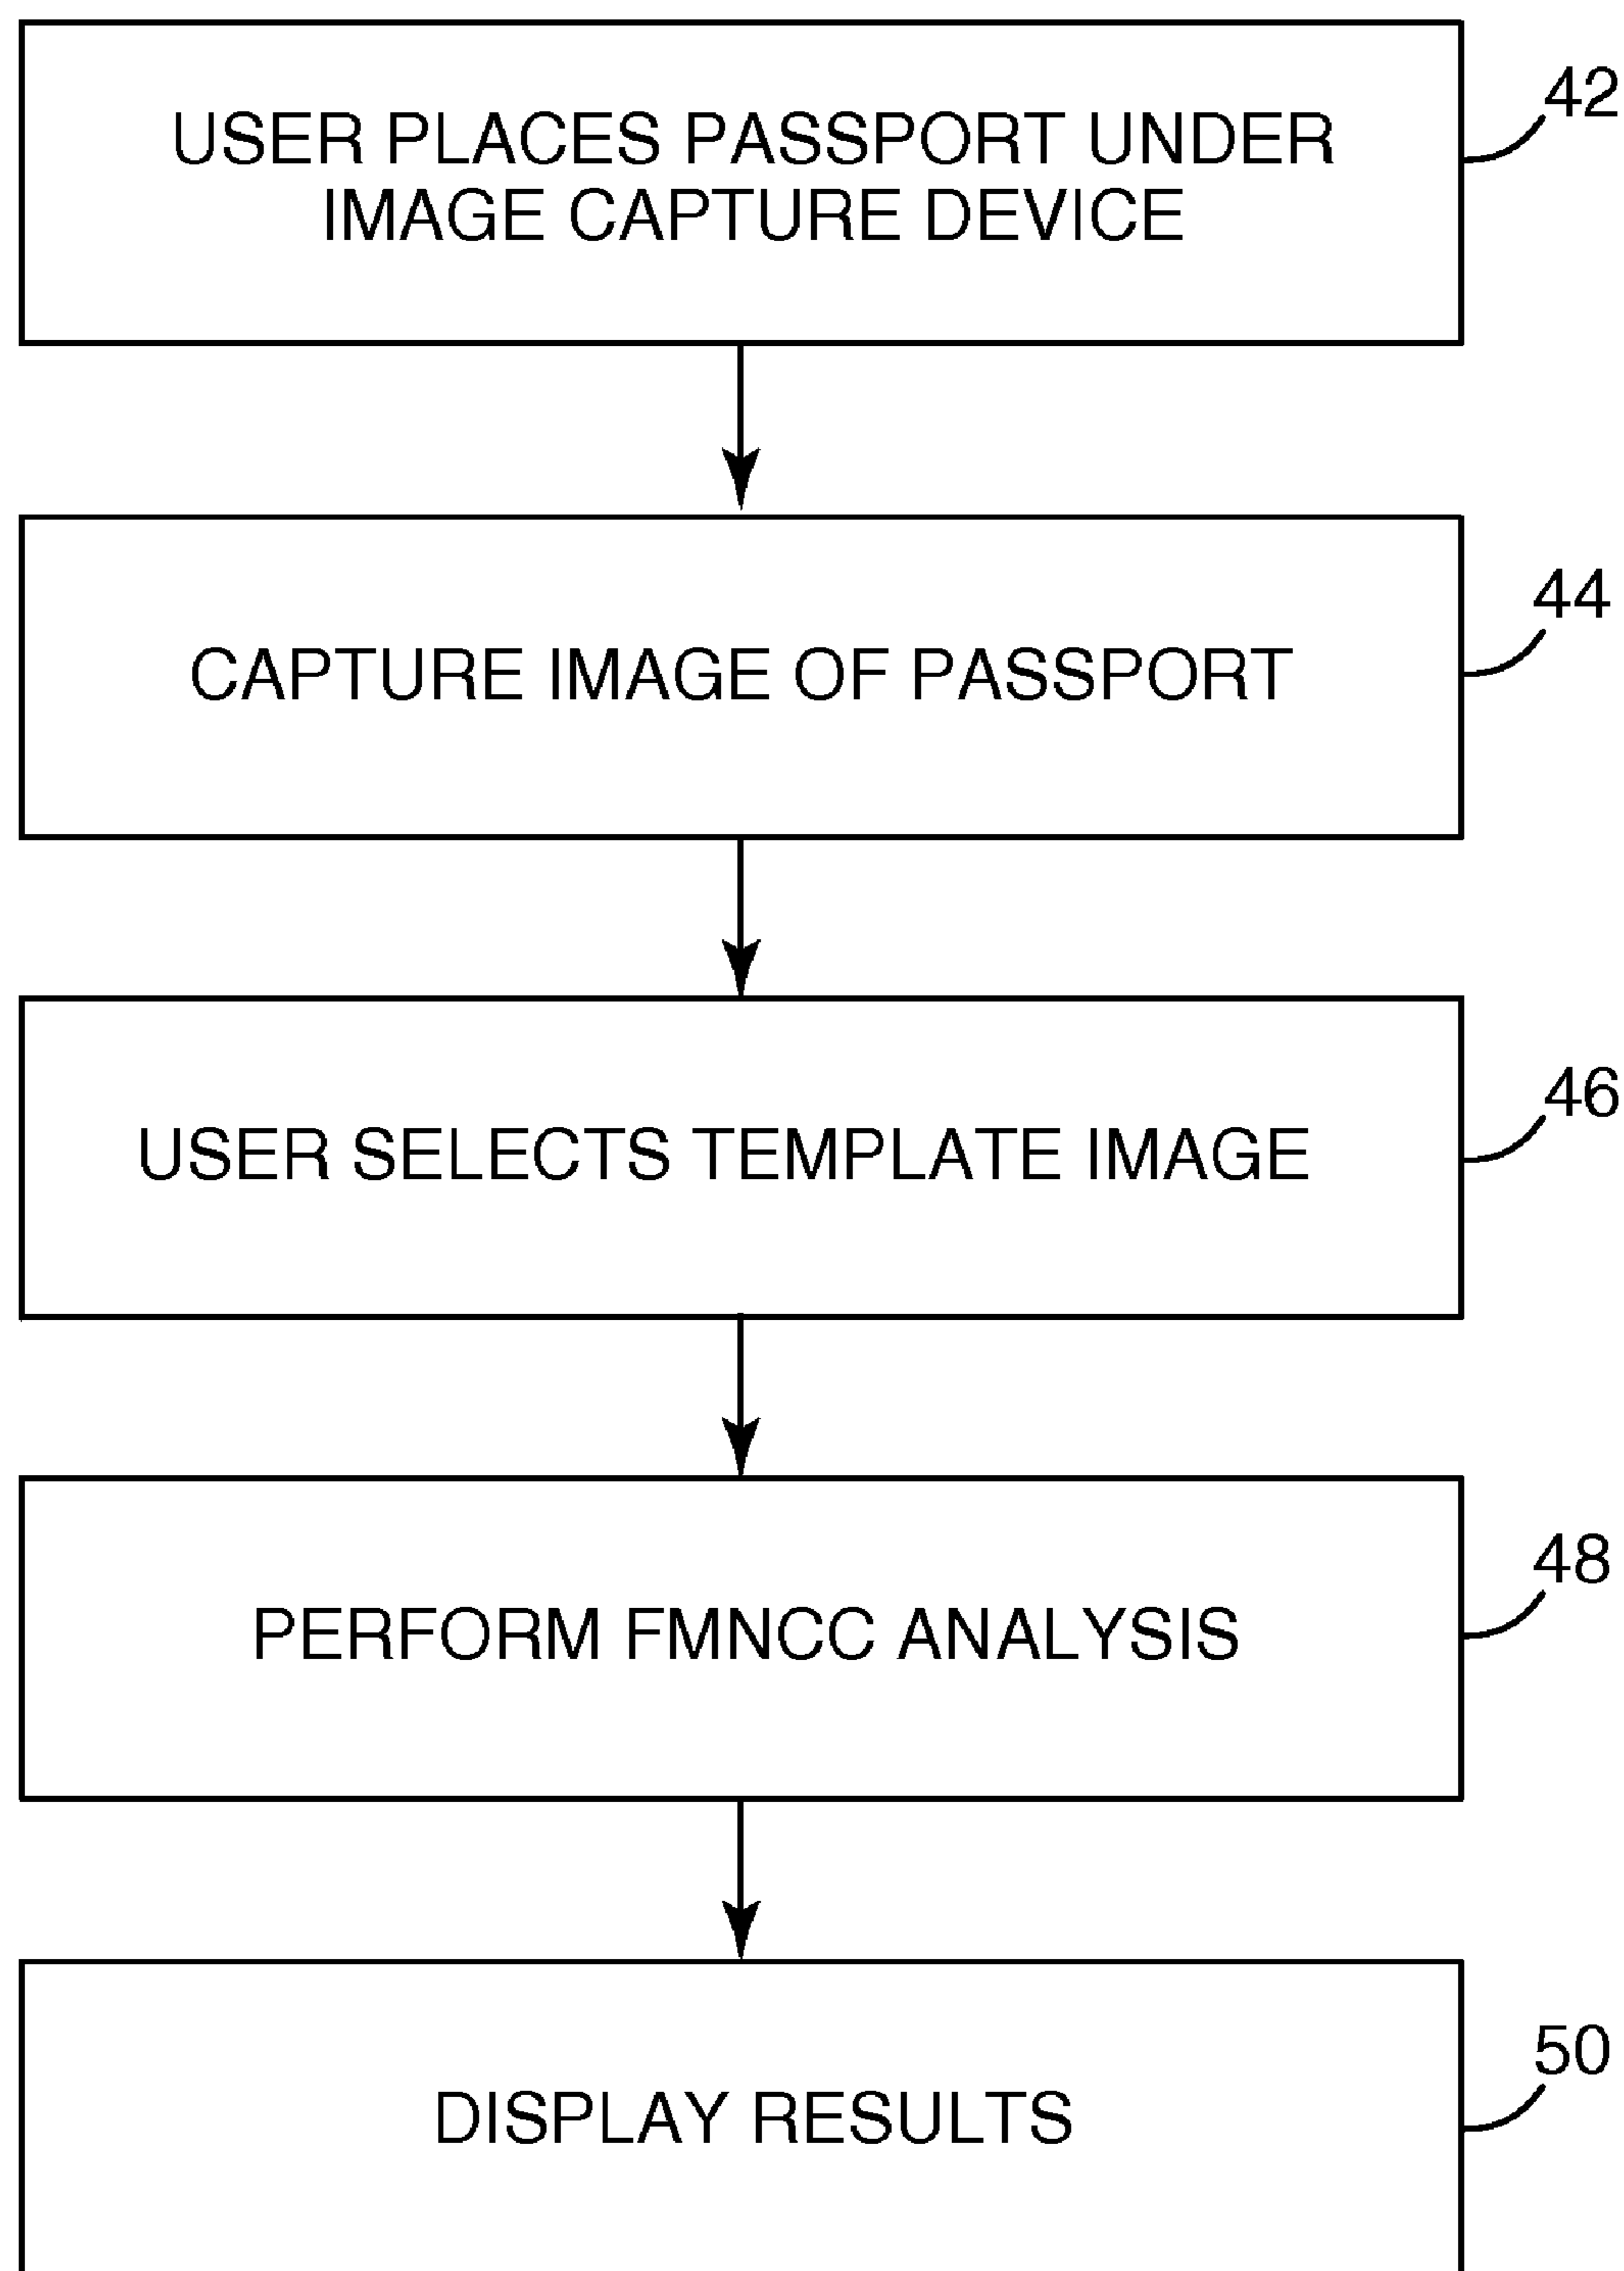 42
USER PLACES PASSPORT UNDER
IMAGE CAPTURE DEVICE
44
CAPTURE IMAGE OF PASSPORT
46
USER SELECTS TEMPLATE IMAGE
48
PERFORM FMNCC ANALYSIS
50
DISPLAY RESULTS